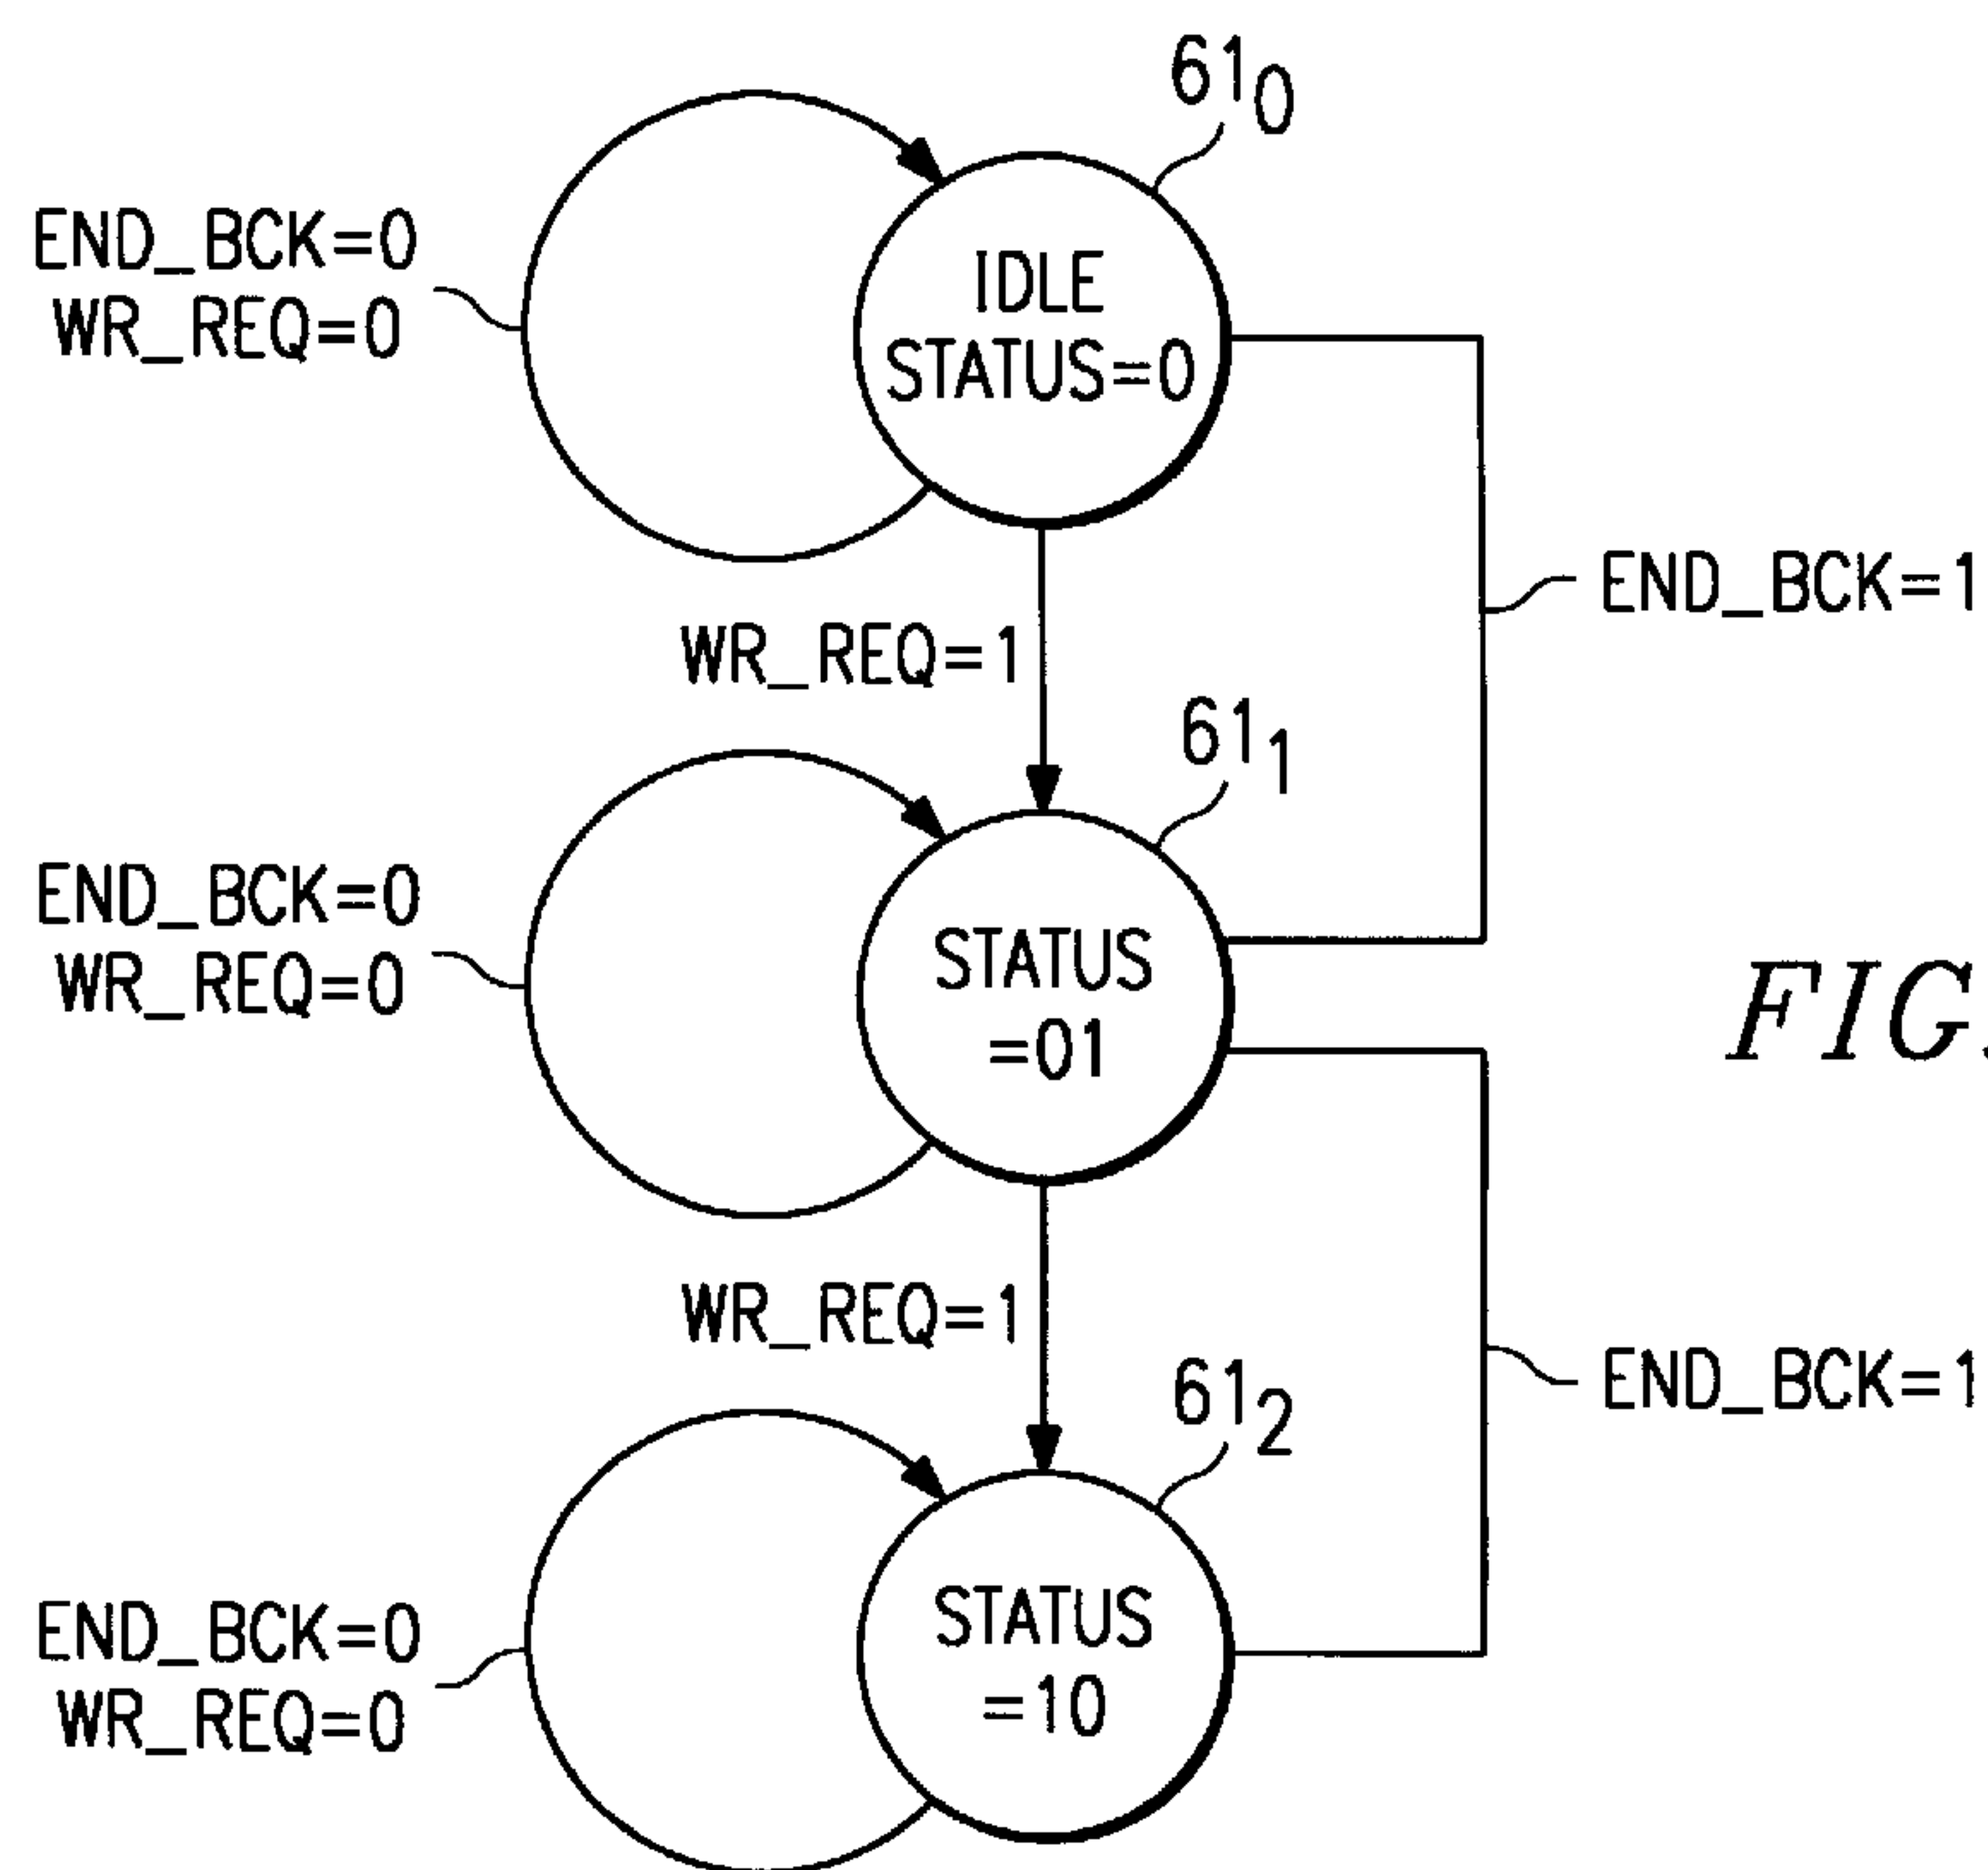 61₀
END_BCK=0
WR_REQ=0
IDLE
STATUS=0
END_BCK=1
WR_REQ=1
61₁
END_BCK=0
WR_REQ=0
STATUS
=01
FIG.
WR_REQ=1
END_BCK=1
61₂
END_BCK=0
WR_REQ=0
STATUS
=10